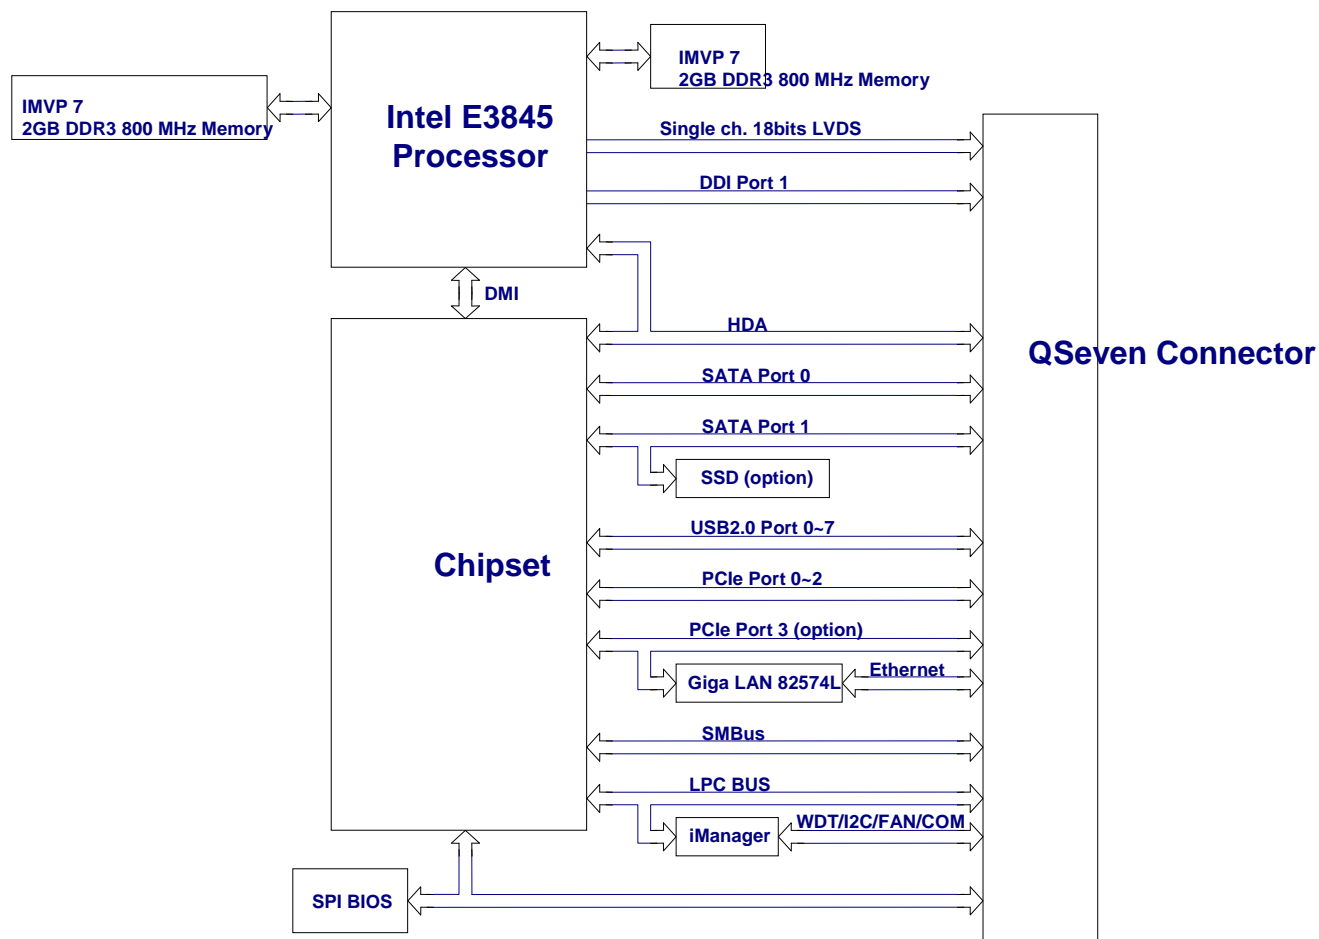 IMVP 7
2GB DDR3 800 MHz Memory
IMVP 7
2GB DDR3 800 MHz Memory
Intel E3845
Processor
Single ch. 18bits LVDS
DDI Port 1
DMI
HDA
QSeven Connector
SATA Port 0
SATA Port 1
SSD (option)
USB2.0 Port 0~7
Chipset
PCIe Port 0~2
PCIe Port 3 (option)
Ethernet
Giga LAN 82574L
SMBus
LPC BUS
WDT/I2C/FAN/COM
iManager
SPI BIOS